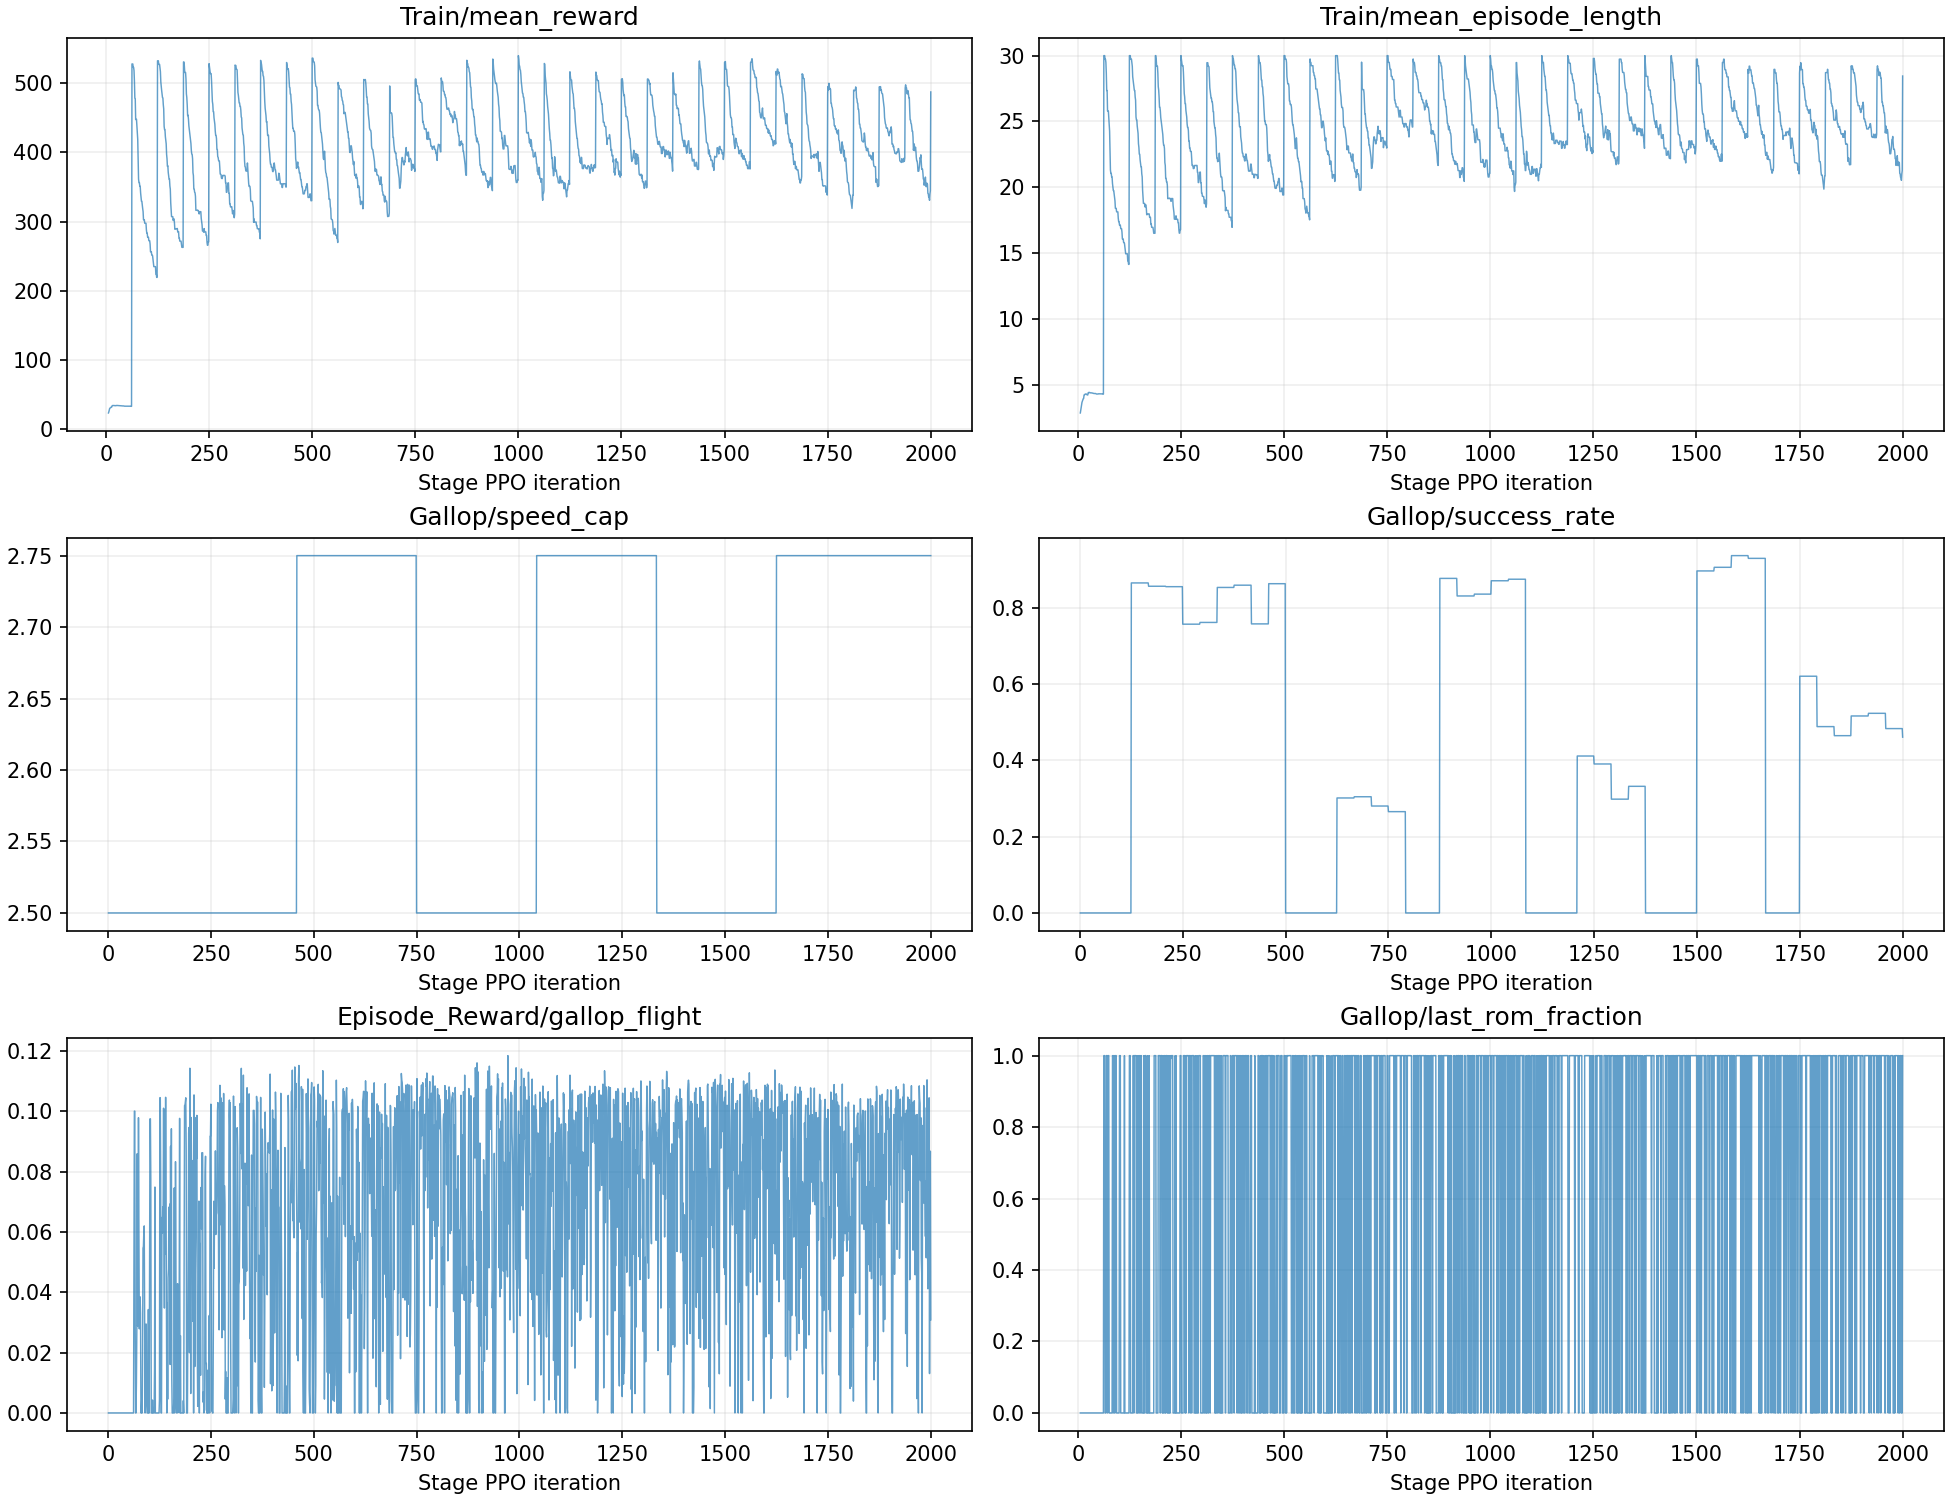 Train/mean_reward
500
400
300
200
100
0
0 250 500 750 1000 1250 1500 1750 2000
Stage PPO iteration
Train/mean_episode_length
30
25
20
15
10
5
0 250 500 750 1000 1250 1500 1750 2000
Stage PPO iteration
Gallop/speed_cap
2.75
2.70
2.65
2.60
2.55
2.50
0 250 500 750 1000 1250 1500 1750 2000
Stage PPO iteration
Gallop/success_rate
0.8
0.6
0.4
0.2
0.0
0 250 500 750 1000 1250 1500 1750 2000
Stage PPO iteration
Episode_Reward/gallop_flight
0.12
0.10
0.08
0.06
0.04
0.02
0.00
0 250 500 750 1000 1250 1500 1750 2000
Stage PPO iteration
Gallop/last_rom_fraction
1.0
0.8
0.6
0.4
0.2
0.0
0 250 500 750 1000 1250 1500 1750 2000
Stage PPO iteration